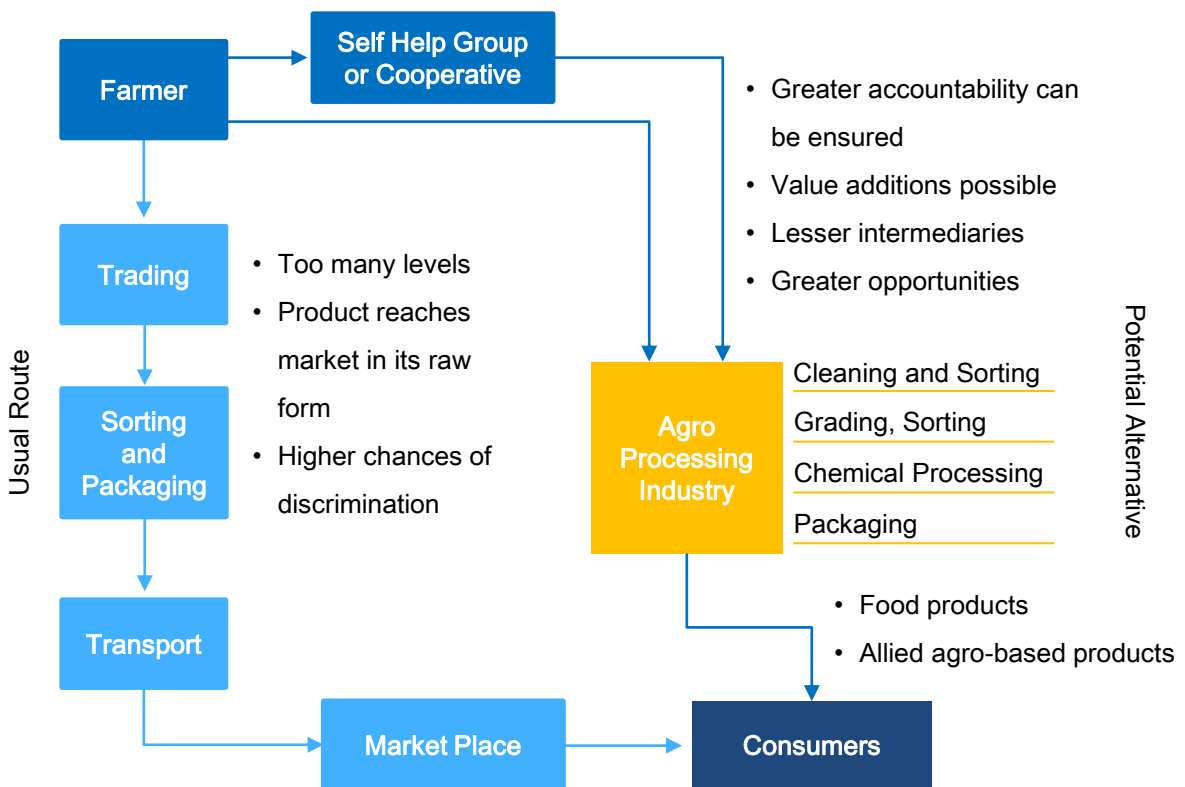 Self Help Group
or Cooperative
Farmer
• Greater accountability can
be ensured
• Value additions possible
• Lesser intermediaries
• Greater opportunities
Trading
• Too many levels
• Product reaches
market in its raw
form
• Higher chances of
discrimination
Usual Route
Sorting
and
Packaging
Potential Alternative
Agro
Processing
Industry
Cleaning and Sorting
Grading, Sorting
Chemical Processing
Packaging
Transport
• Food products
• Allied agro-based products
Market Place
Consumers